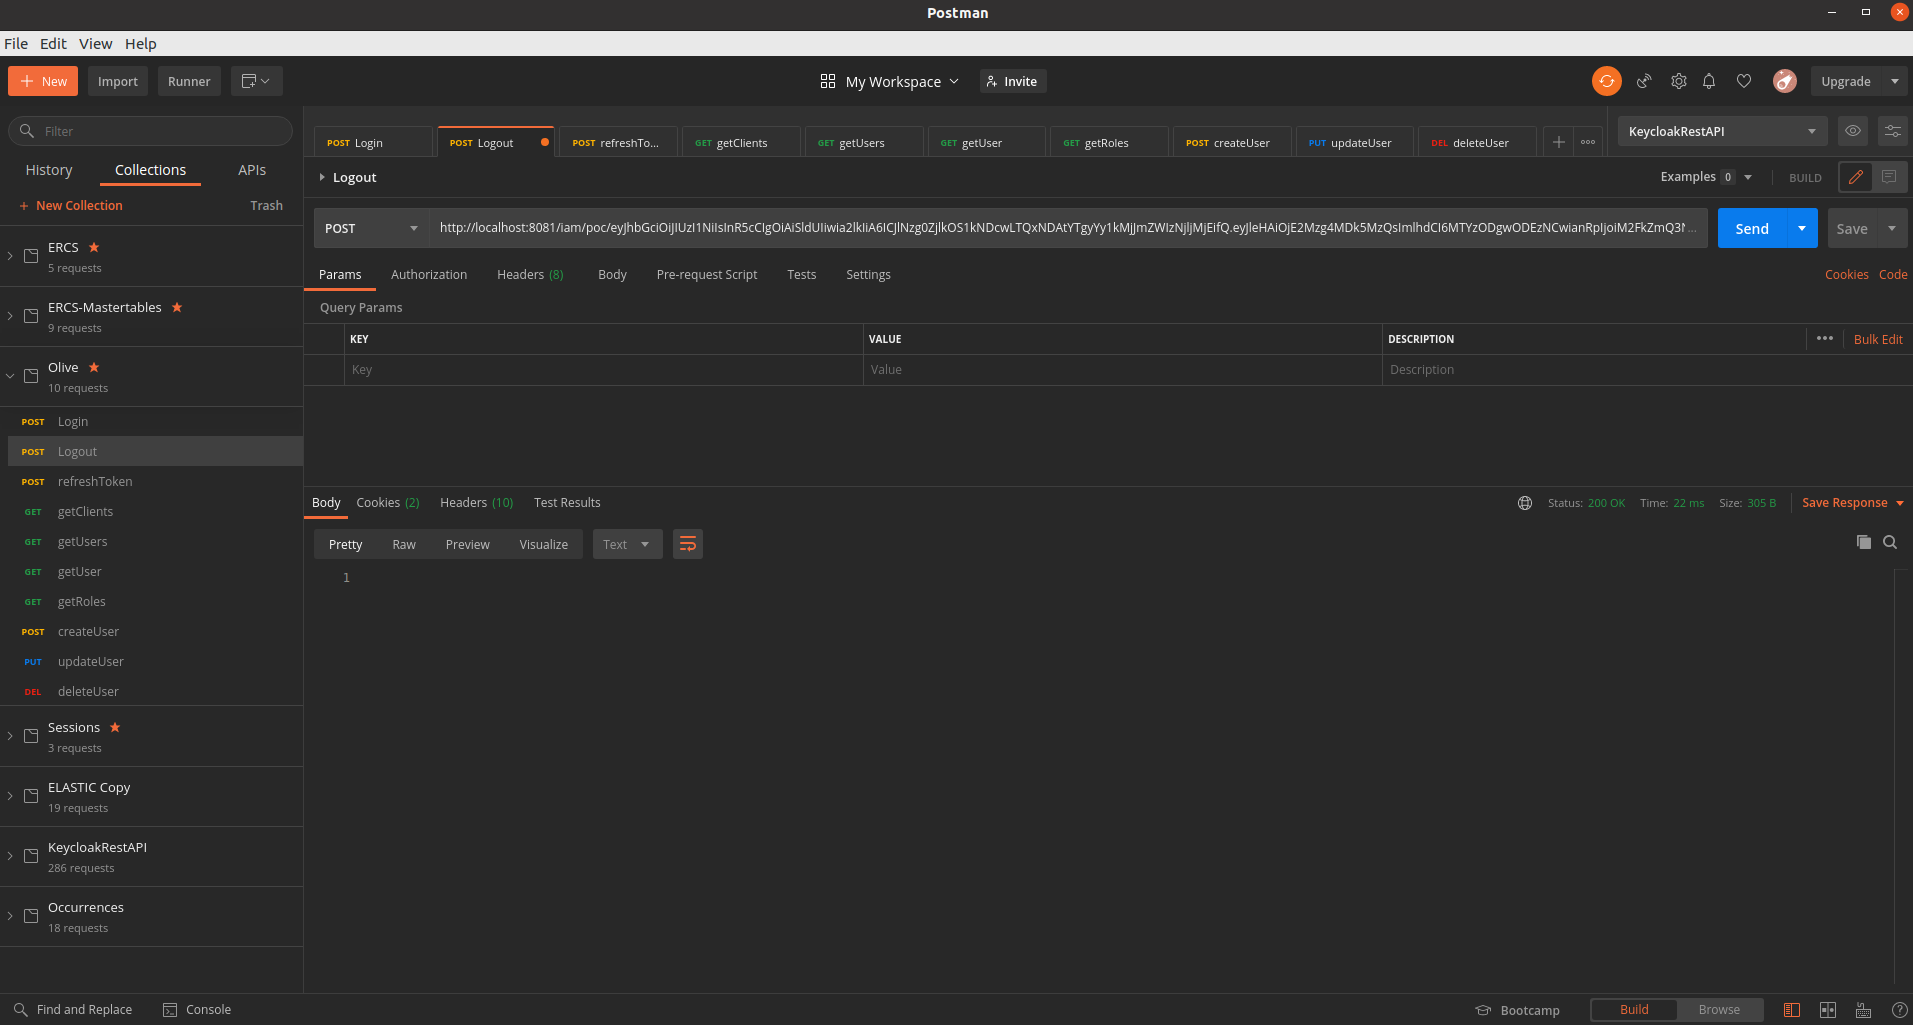 Postman
File Edit View Help
New Import Runner My Workspace Invite Upgrade
Filter
History Collections APIs
New Collection Trash
ERCS
5 requests
ERCS-Mastertables
9 requests
Olive
10 requests
POST Login
POST Logout
POST refreshToken
GET getClients
GET getUsers
GET getUser
GET getRoles
POST createUser
PUT updateUser
DEL deleteUser
Sessions
3 requests
ELASTIC Copy
19 requests
KeycloakRestAPI
286 requests
Occurrences
18 requests
POST Login POST Logout POST refreshTo... GET getClients GET getUsers GET getUser GET getRoles POST createUser PUT updateUser DEL deleteUser KeycloakRestAPI
Logout Examples 0 BUILD
POST Send Save
Params Authorization Headers (8) Body Pre-request Script Tests Settings Cookies Code
Query Params
KEY VALUE DESCRIPTION Bulk Edit
Key Value Description
Body Cookies (2) Headers (10) Test Results Status: 200 OK Time: 22 ms Size: 305 B Save Response
Pretty Raw Preview Visualize Text
1
Find and Replace Console Bootcamp Build Browse